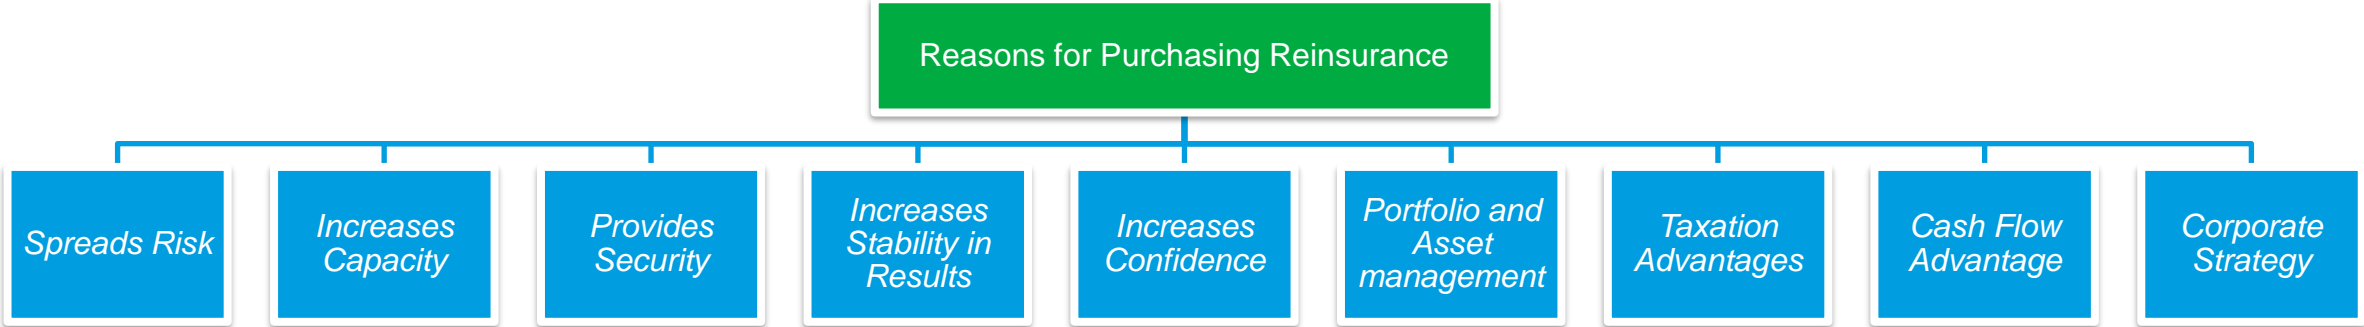 Reasons for Purchasing Reinsurance
Spreads Risk
Increases
Capacity
Provides
Security
Increases
Stability in
Results
Increases
Confidence
Portfolio and
Asset
management
Taxation
Advantages
Cash Flow
Advantage
Corporate
Strategy